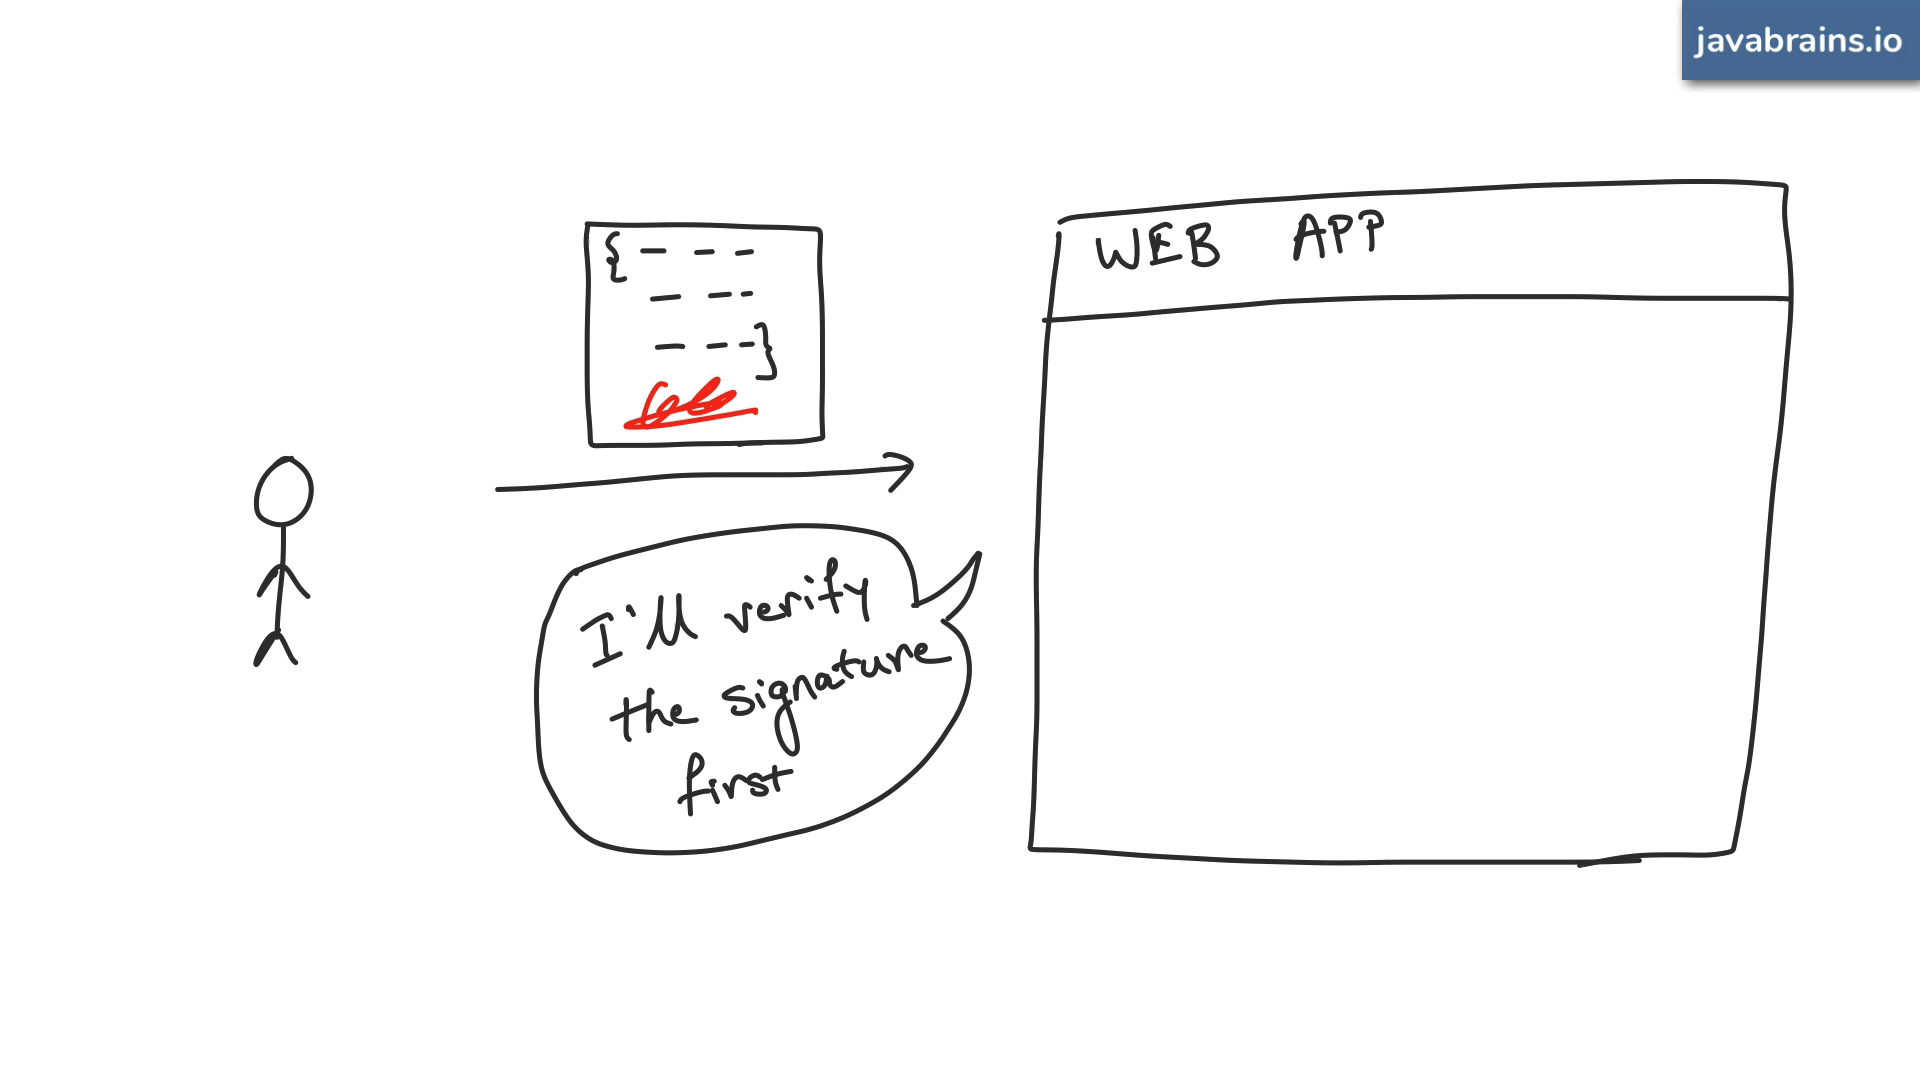 javabrains.io
WEB APP
{
}
I'll verify
the signature
first